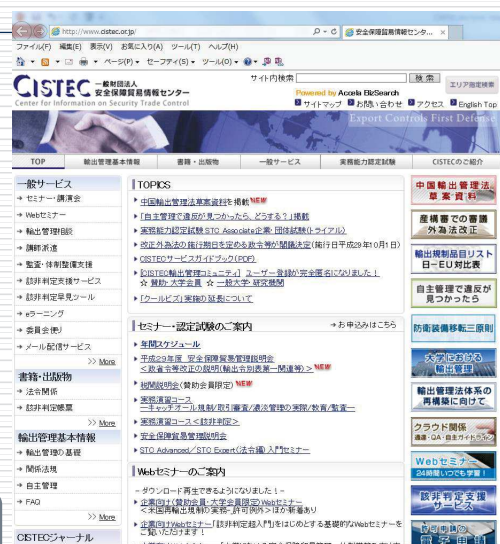 http://www.cistec.or.jp/
安全保障貿易情報センタ...
ファイル(F) 編集(E) 表示(V) お気に入り(A) ツール(T) ヘルプ(H)
ページ(P) セーフティ(S) ツール(O)
CISTEC 一般財団法人 安全保障貿易情報センター
Center for Information on Security Trade Control
サイト内検索
検索
エリア指定検索
Powered by Accela BizSearch
サイトマップ お問い合わせ アクセス English Top
Export Controls First Defense
TOP 輸出管理基本情報 書籍・出版物 一般サービス 実務能力認定試験 CISTECのご紹介
一般サービス
セミナー・講演会
Webセミナー
輸出管理相談
講師派遣
監査・体制整備支援
該非判定支援サービス
該非判定早見ツール
eラーニング
委員会便り
メール配信サービス
>> More
書籍・出版物
法令関係
該非判定帳票
>> More
輸出管理基本情報
輸出管理の基礎
関係法規
自主管理
FAQ
>> More
CISTECジャーナル
TOPICS
中国輸出管理法草案資料を掲載NEW
「自主管理で違反が見つかったら、どうする?」掲載
実務能力認定試験 STC Associate企業・団体試験(トライアル)
改正外為法の施行期日を定める政令等が閣議決定(施行日平成29年10月1日)
CISTECサービスガイドブック(PDF)
【CISTEC輸出管理コミュニティ】 ユーザー登録が完全匿名になりました!
☆ 賛助・大学会員 ☆ 一般大学・研究機関
「クールビズ」実施の延長について
セミナー・認定試験のご案内 →お申込みはこちら
年間スケジュール
平成29年度 安全保障貿易管理説明会
<政省令等改正の説明(輸出令別表第一関連等)> NEW
税関説明会(賛助会員限定) NEW
実務演習コース
―キャッチオール規制/取引審査/濃淡管理の実際/教育/監査―
実務演習コース<該非判定>
安全保障貿易管理説明会
STC Advanced/STC Expert(法令編)入門セミナー
Webセミナーのご案内
-ダウンロード再生できるようになりました!-
企業向け(賛助・大学会員限定)Webセミナー
<米国再輸出規制の実務-許可例外>ほか新着あり
企業向けWebセミナー「該非判定超入門」をはじめとする基礎的なWebセミナーをご覧いただけます!
中国輸出管理法草案・資料
産構審での審議 外為法改正
輸出規制品目リスト 日-EU対比表
自主管理で違反が見つかったら
防衛装備移転三原則
大学における輸出管理
輸出管理法体系の再構築に向けて
クラウド関係
通達・QA・自主ガイドライン
Webセミナー
24時間いつでも学習!
該非判定支援サービス
許可申請の
電子申請